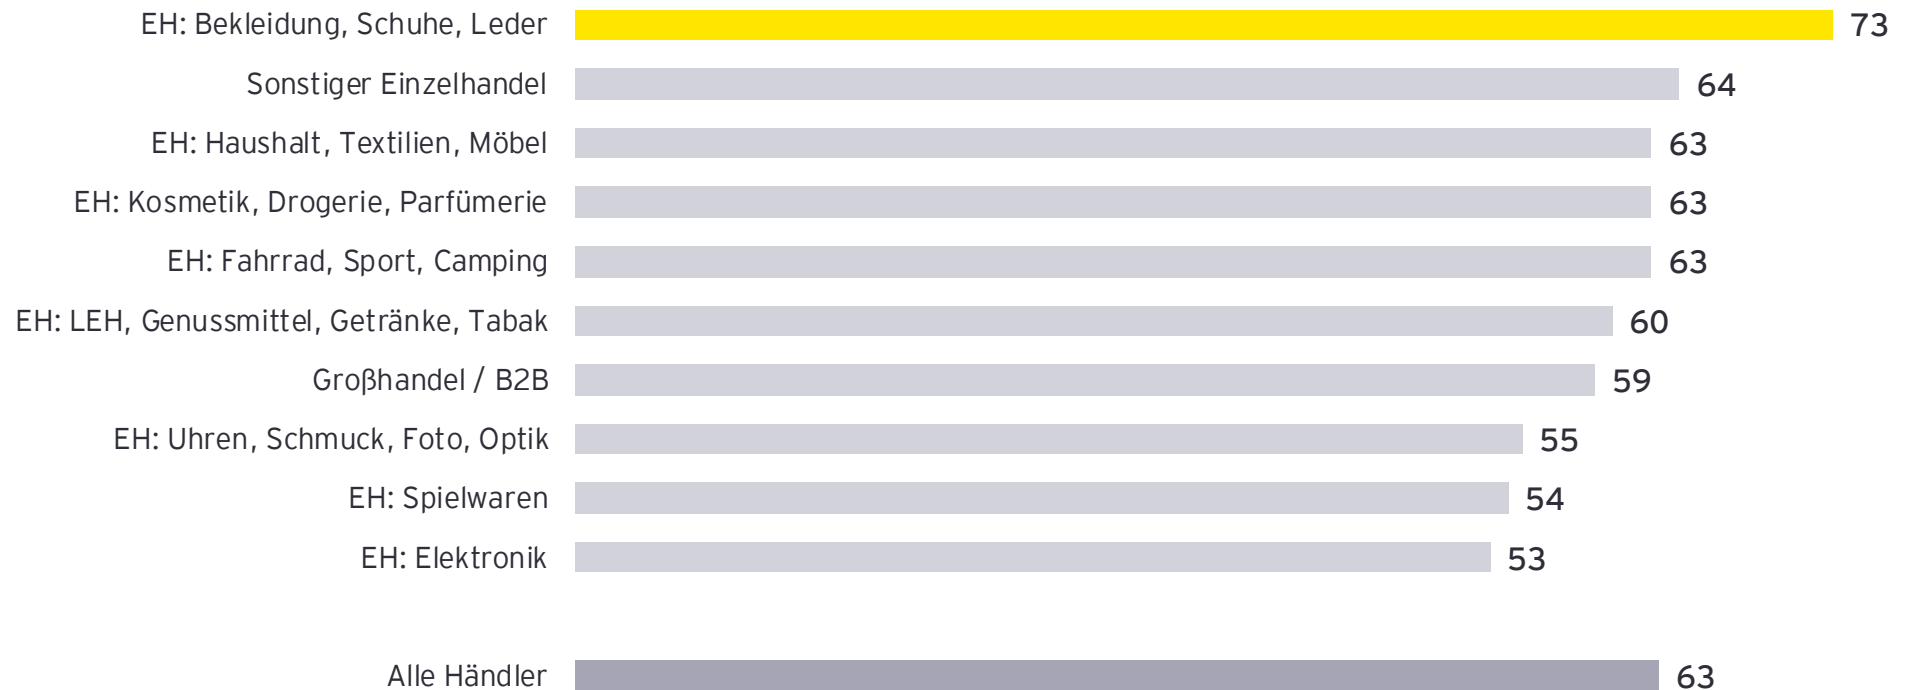 EH: Bekleidung, Schuhe, Leder 73
Sonstiger Einzelhandel 64
EH: Haushalt, Textilien, Möbel 63
EH: Kosmetik, Drogerie, Parfümerie 63
EH: Fahrrad, Sport, Camping 63
EH: LEH, Genussmittel, Getränke, Tabak 60
Großhandel / B2B 59
EH: Uhren, Schmuck, Foto, Optik 55
EH: Spielwaren 54
EH: Elektronik 53
Alle Händler 63